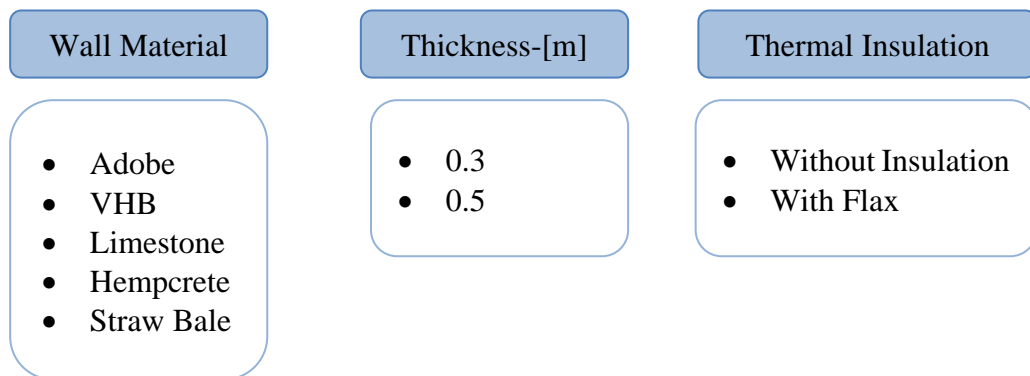 Wall Material
• Adobe
• VHB
• Limestone
• Hempcrete
• Straw Bale
Thickness-[m]
• 0.3
• 0.5
Thermal Insulation
• Without Insulation
• With Flax